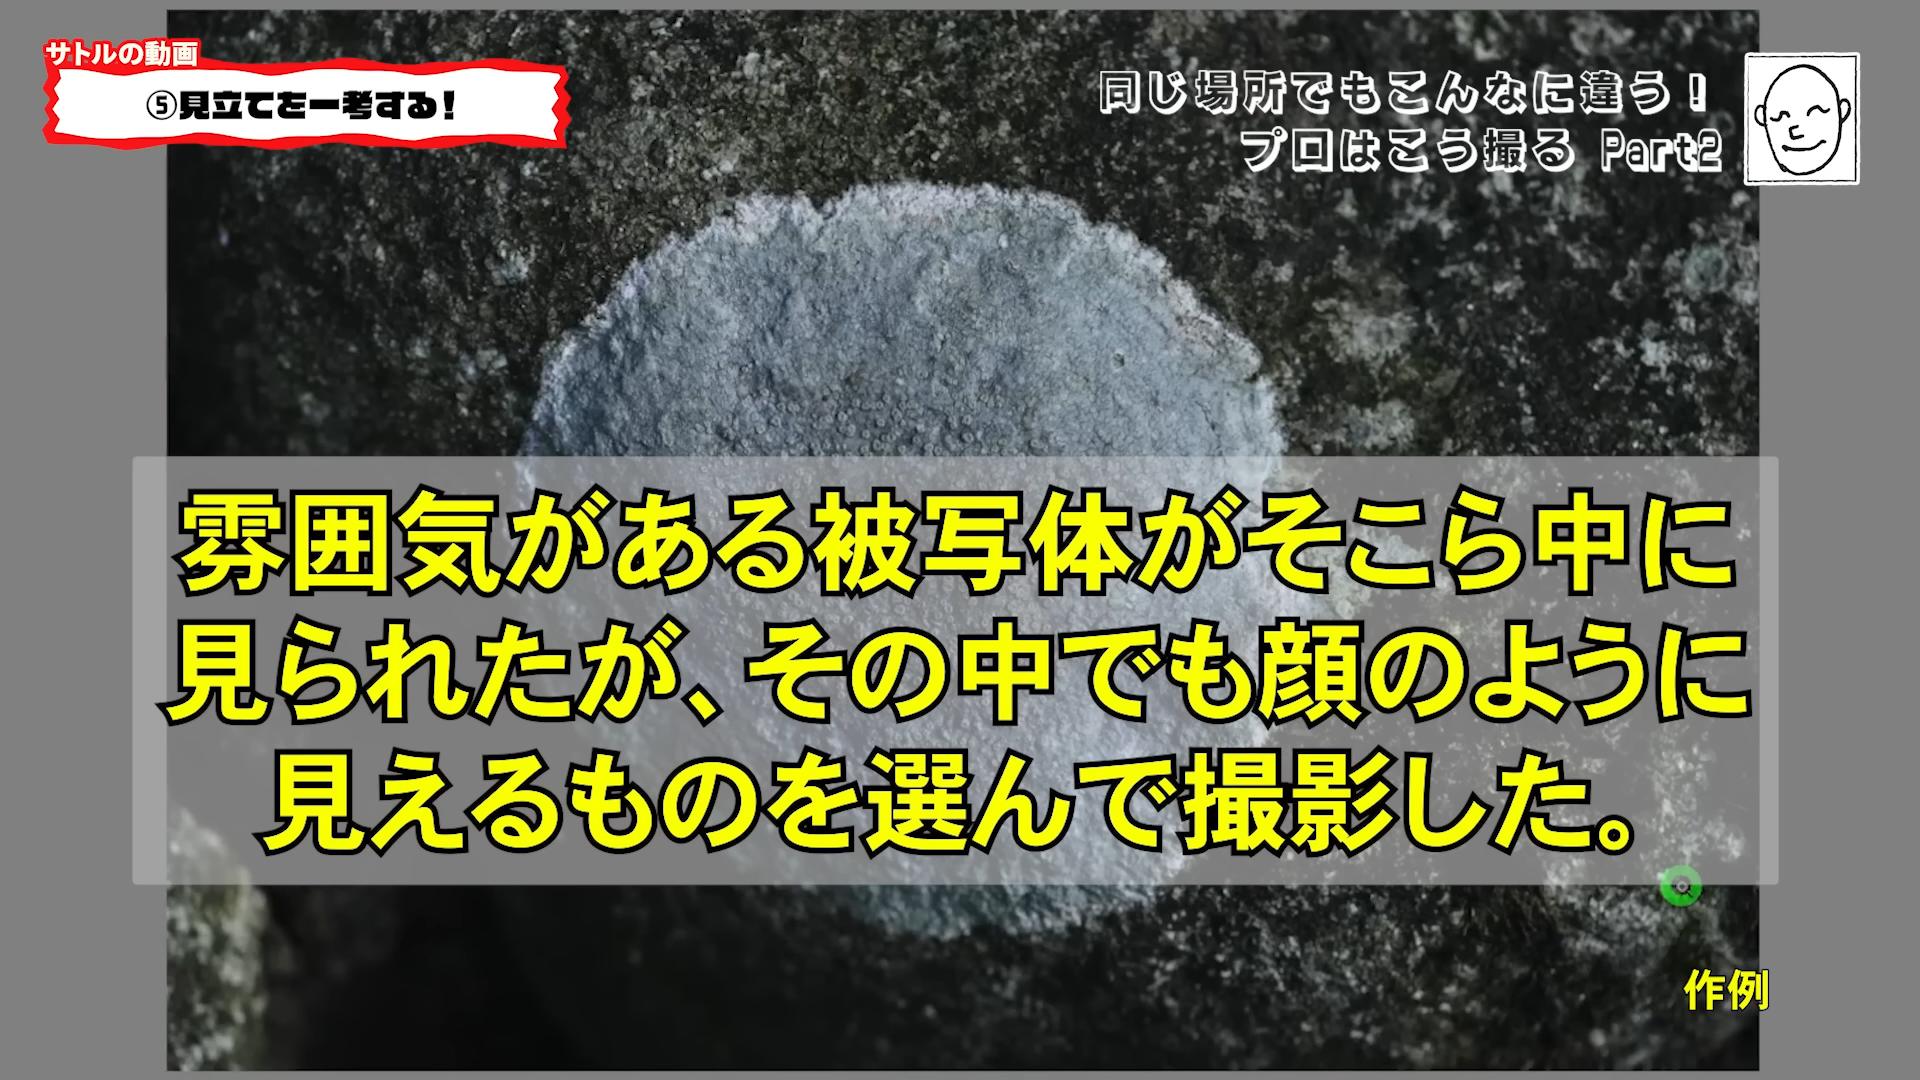 サトルの動画
⑤見立てを一考する!
同じ場所でもこんなに違う!
プロはこう撮る Part2
雰囲気がある被写体がそこら中に
見られたが、その中でも顔のように
見えるものを選んで撮影した。
作例